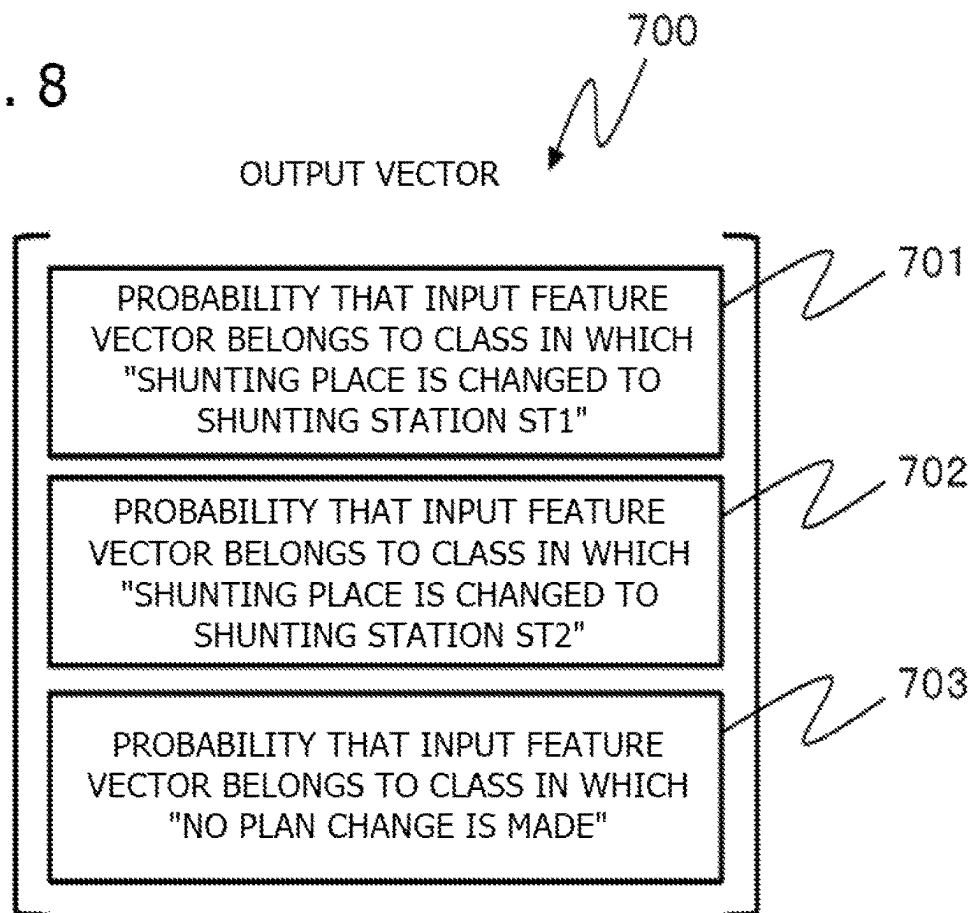 700
. 8
OUTPUT VECTOR
701
PROBABILITY THAT INPUT FEATURE
VECTOR BELONGS TO CLASS IN WHICH
"SHUNTING PLACE IS CHANGED TO
SHUNTING STATION ST1"
702
PROBABILITY THAT INPUT FEATURE
VECTOR BELONGS TO CLASS IN WHICH
"SHUNTING PLACE IS CHANGED TO
SHUNTING STATION ST2"
703
PROBABILITY THAT INPUT FEATURE
VECTOR BELONGS TO CLASS IN WHICH
"NO PLAN CHANGE IS MADE"